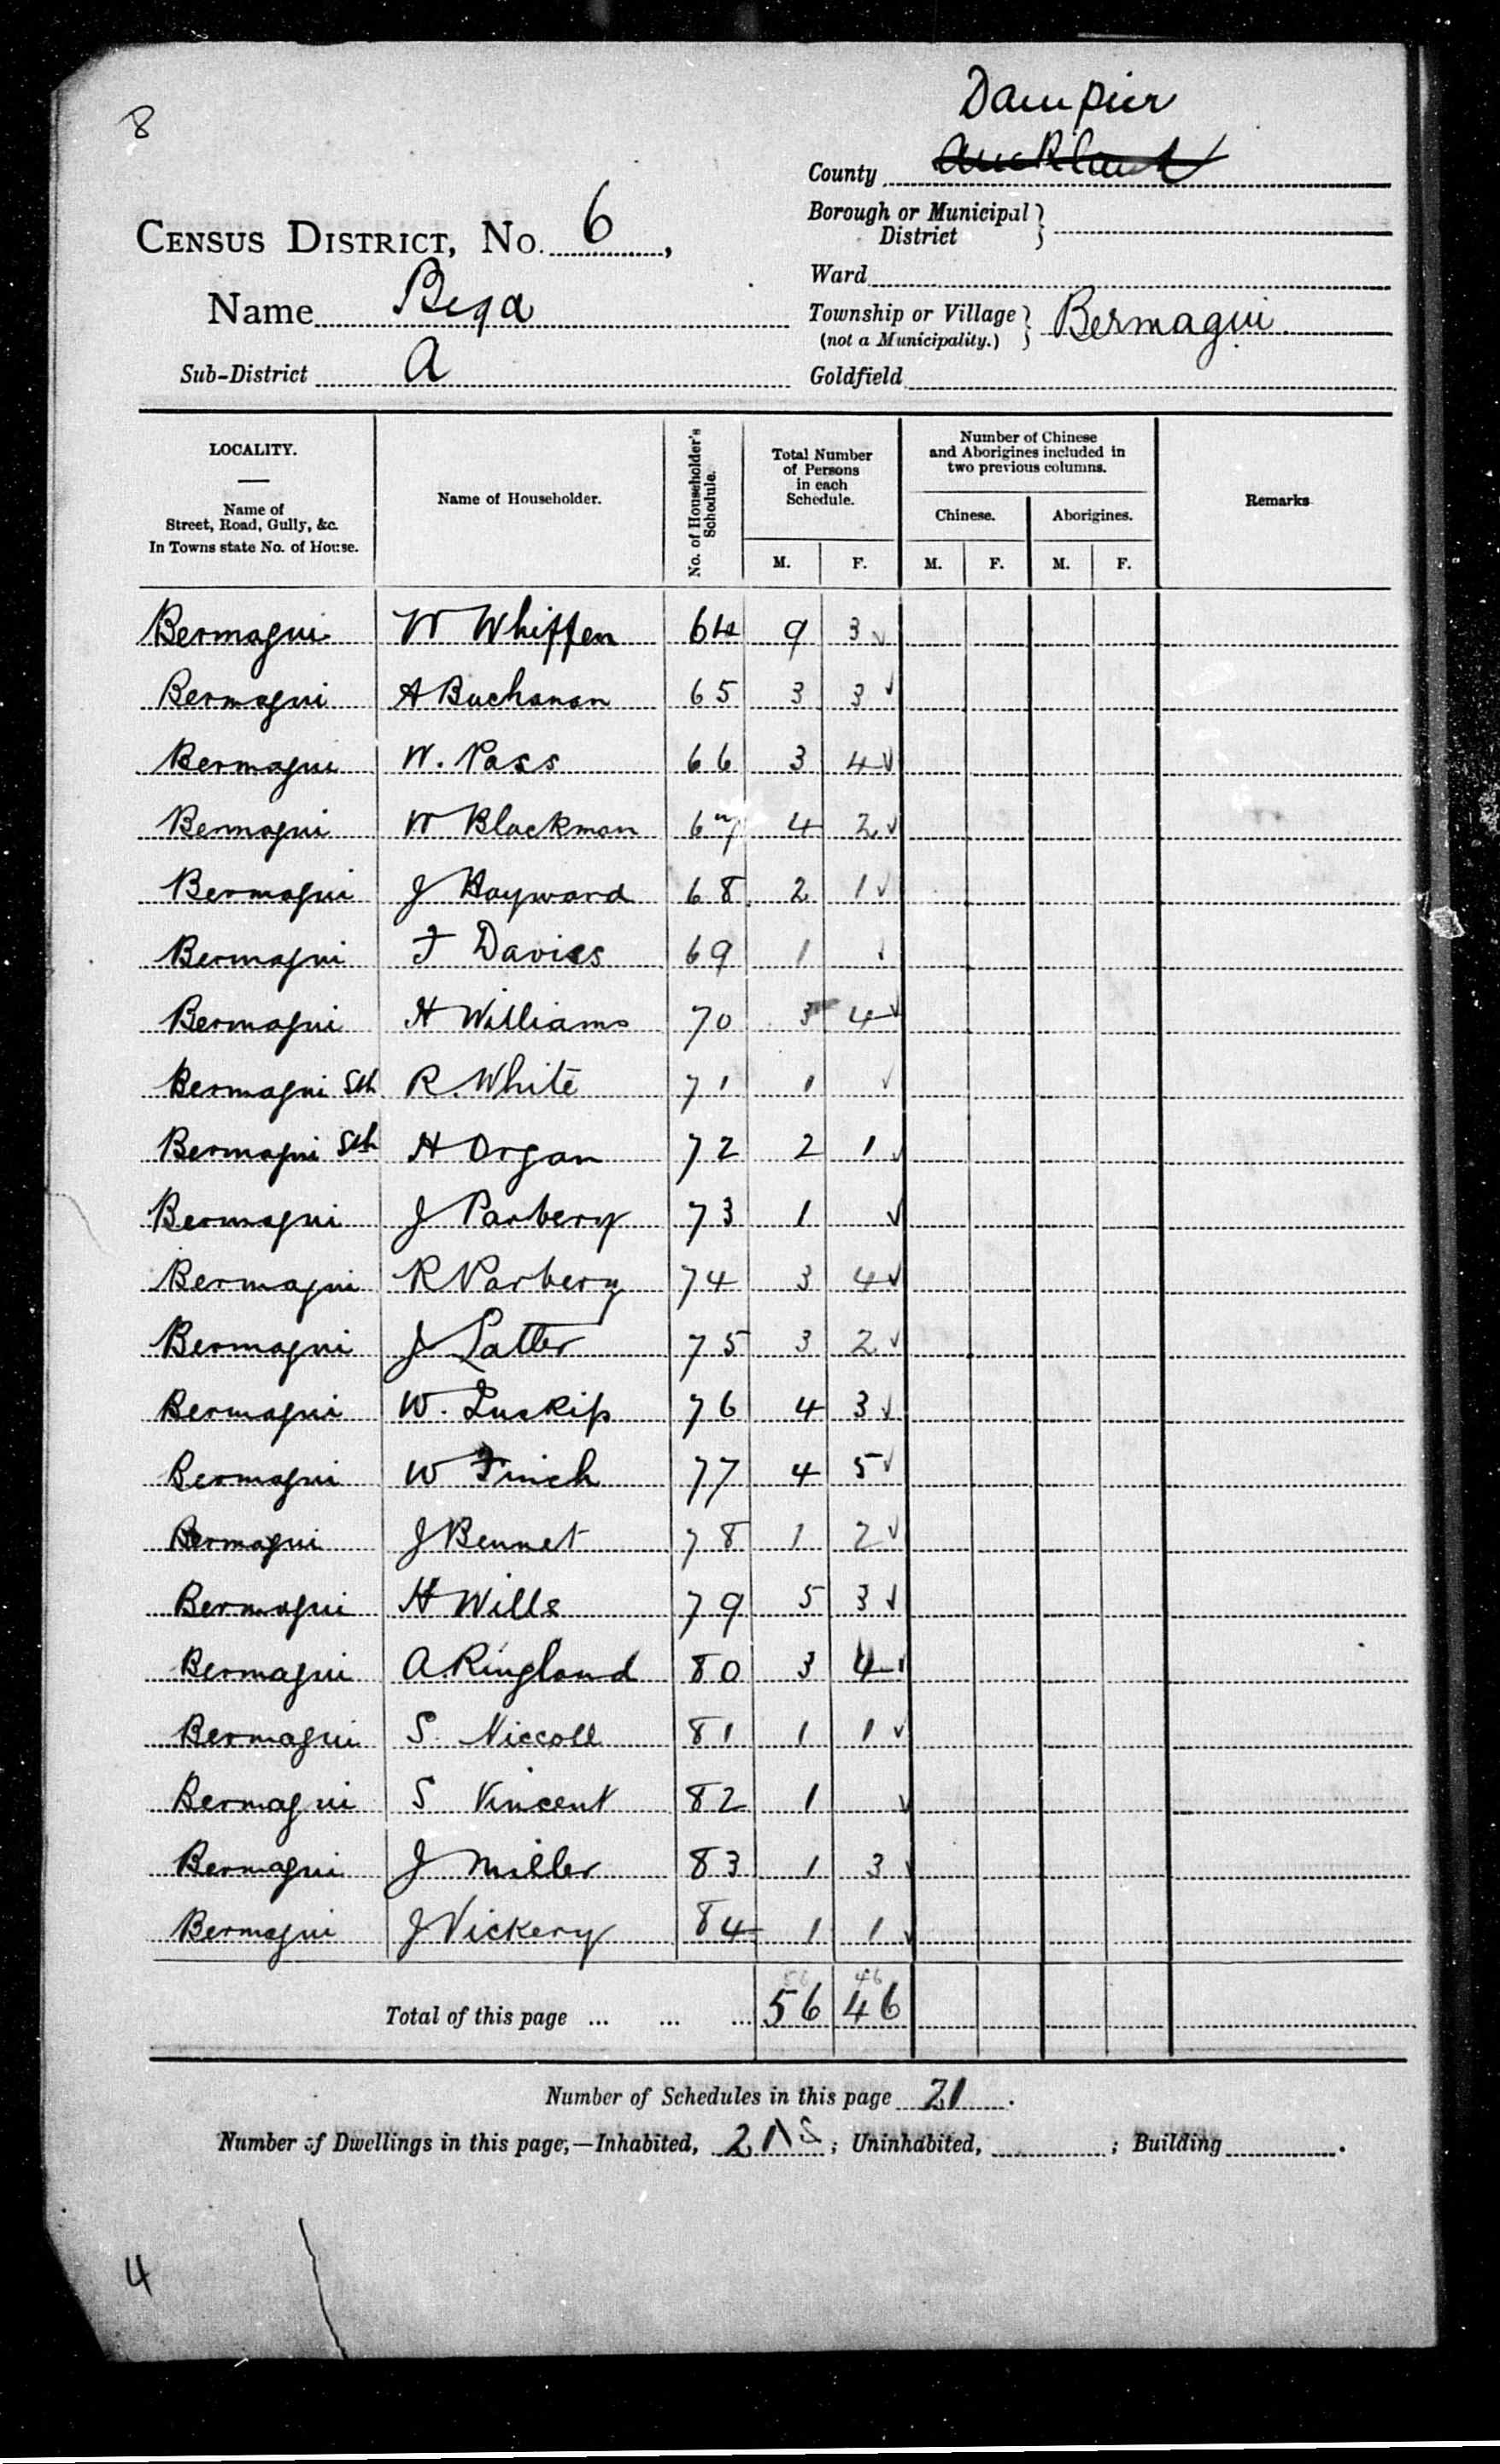 8
Dampier
County Auckland
Borough or Municipal District
CENSUS DISTRICT, No. 6,
Ward
Name Bega
Township or Village (not a Municipality.) Bermagui
Sub-District A
Goldfield
LOCALITY. — Name of Street, Road, Gully, &c. In Towns state No. of House.
Name of Householder.
No. of Householder's Schedule.
Total Number of Persons in each Schedule.
M. F.
Number of Chinese and Aborigines included in two previous columns.
Chinese. Aborigines.
M. F. M. F.
Remarks
Bermagui W Whiffen 64 9 3 ✓
Bermagui A Buchanan 65 3 3 ✓
Bermagui W. Pass 66 3 4 ✓
Bermagui W Blackman 67 4 2 ✓
Bermagui J Hayward 68 2 1 ✓
Bermagui F Davies 69 1 ✓
Bermagui H Williams 70 3 4 ✓
Bermagui Sth R. White 71 1 ✓
Bermagui Sth H Organ 72 2 1 ✓
Bermagui J Parbery 73 1 ✓
Bermagui R Parbery 74 3 4 ✓
Bermagui J Latter 75 3 2 ✓
Bermagui W. Luskip 76 4 3 ✓
Bermagui W Finch 77 4 5 ✓
Bermagui J Bennet 78 1 2 ✓
Bermagui H Wills 79 5 3 ✓
Bermagui A. Ringland 80 3 4 ✓
Bermagui S. Niccoll 81 1 1 ✓
Bermagui S Vincent 82 1 ✓
Bermagui J Miller 83 1 3 ✓
Bermagui J Vickery 84 1 1 ✓
56 46
Total of this page ... ... ... 56 46
Number of Schedules in this page 21.
Number of Dwellings in this page,—Inhabited, 21 ; Uninhabited, ; Building .
4